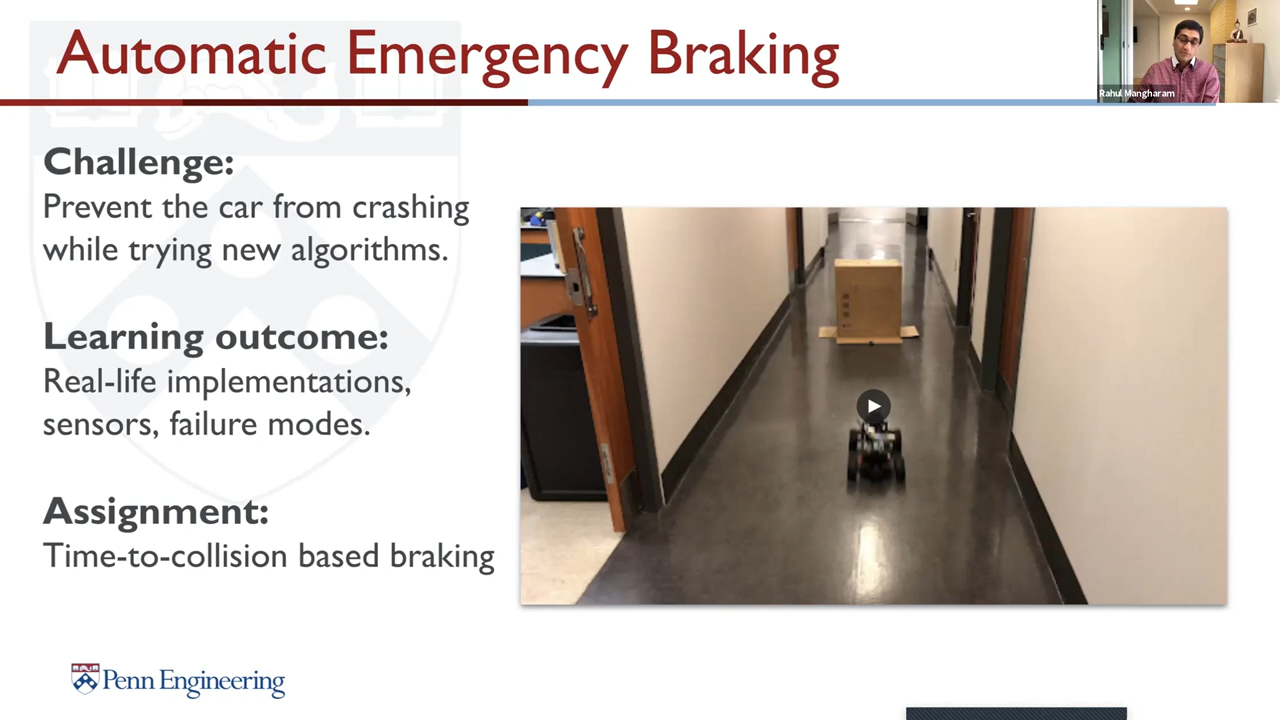 Automatic Emergency Braking
Rahul Mangharam
Challenge:
Prevent the car from crashing
while trying new algorithms.
Learning outcome:
Real-life implementations,
sensors, failure modes.
Assignment:
Time-to-collision based braking
Penn Engineering